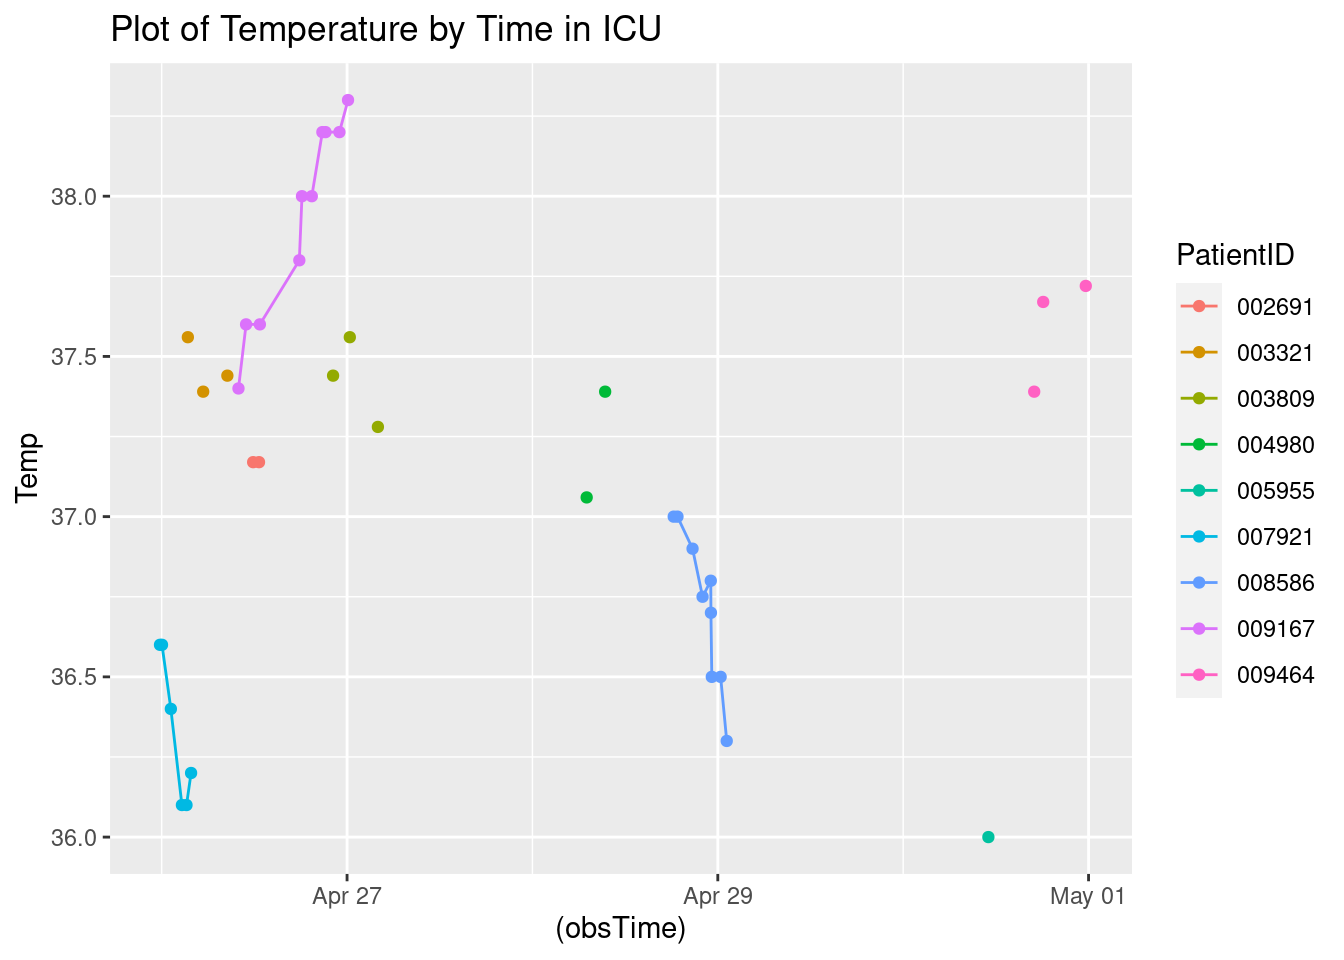 Plot of Temperature by Time in ICU
38.0
37.5
37.0
36.5
36.0
Temp
Apr 27
Apr 29
May 01
(obsTime)
PatientID
002691
003321
003809
004980
005955
007921
008586
009167
009464